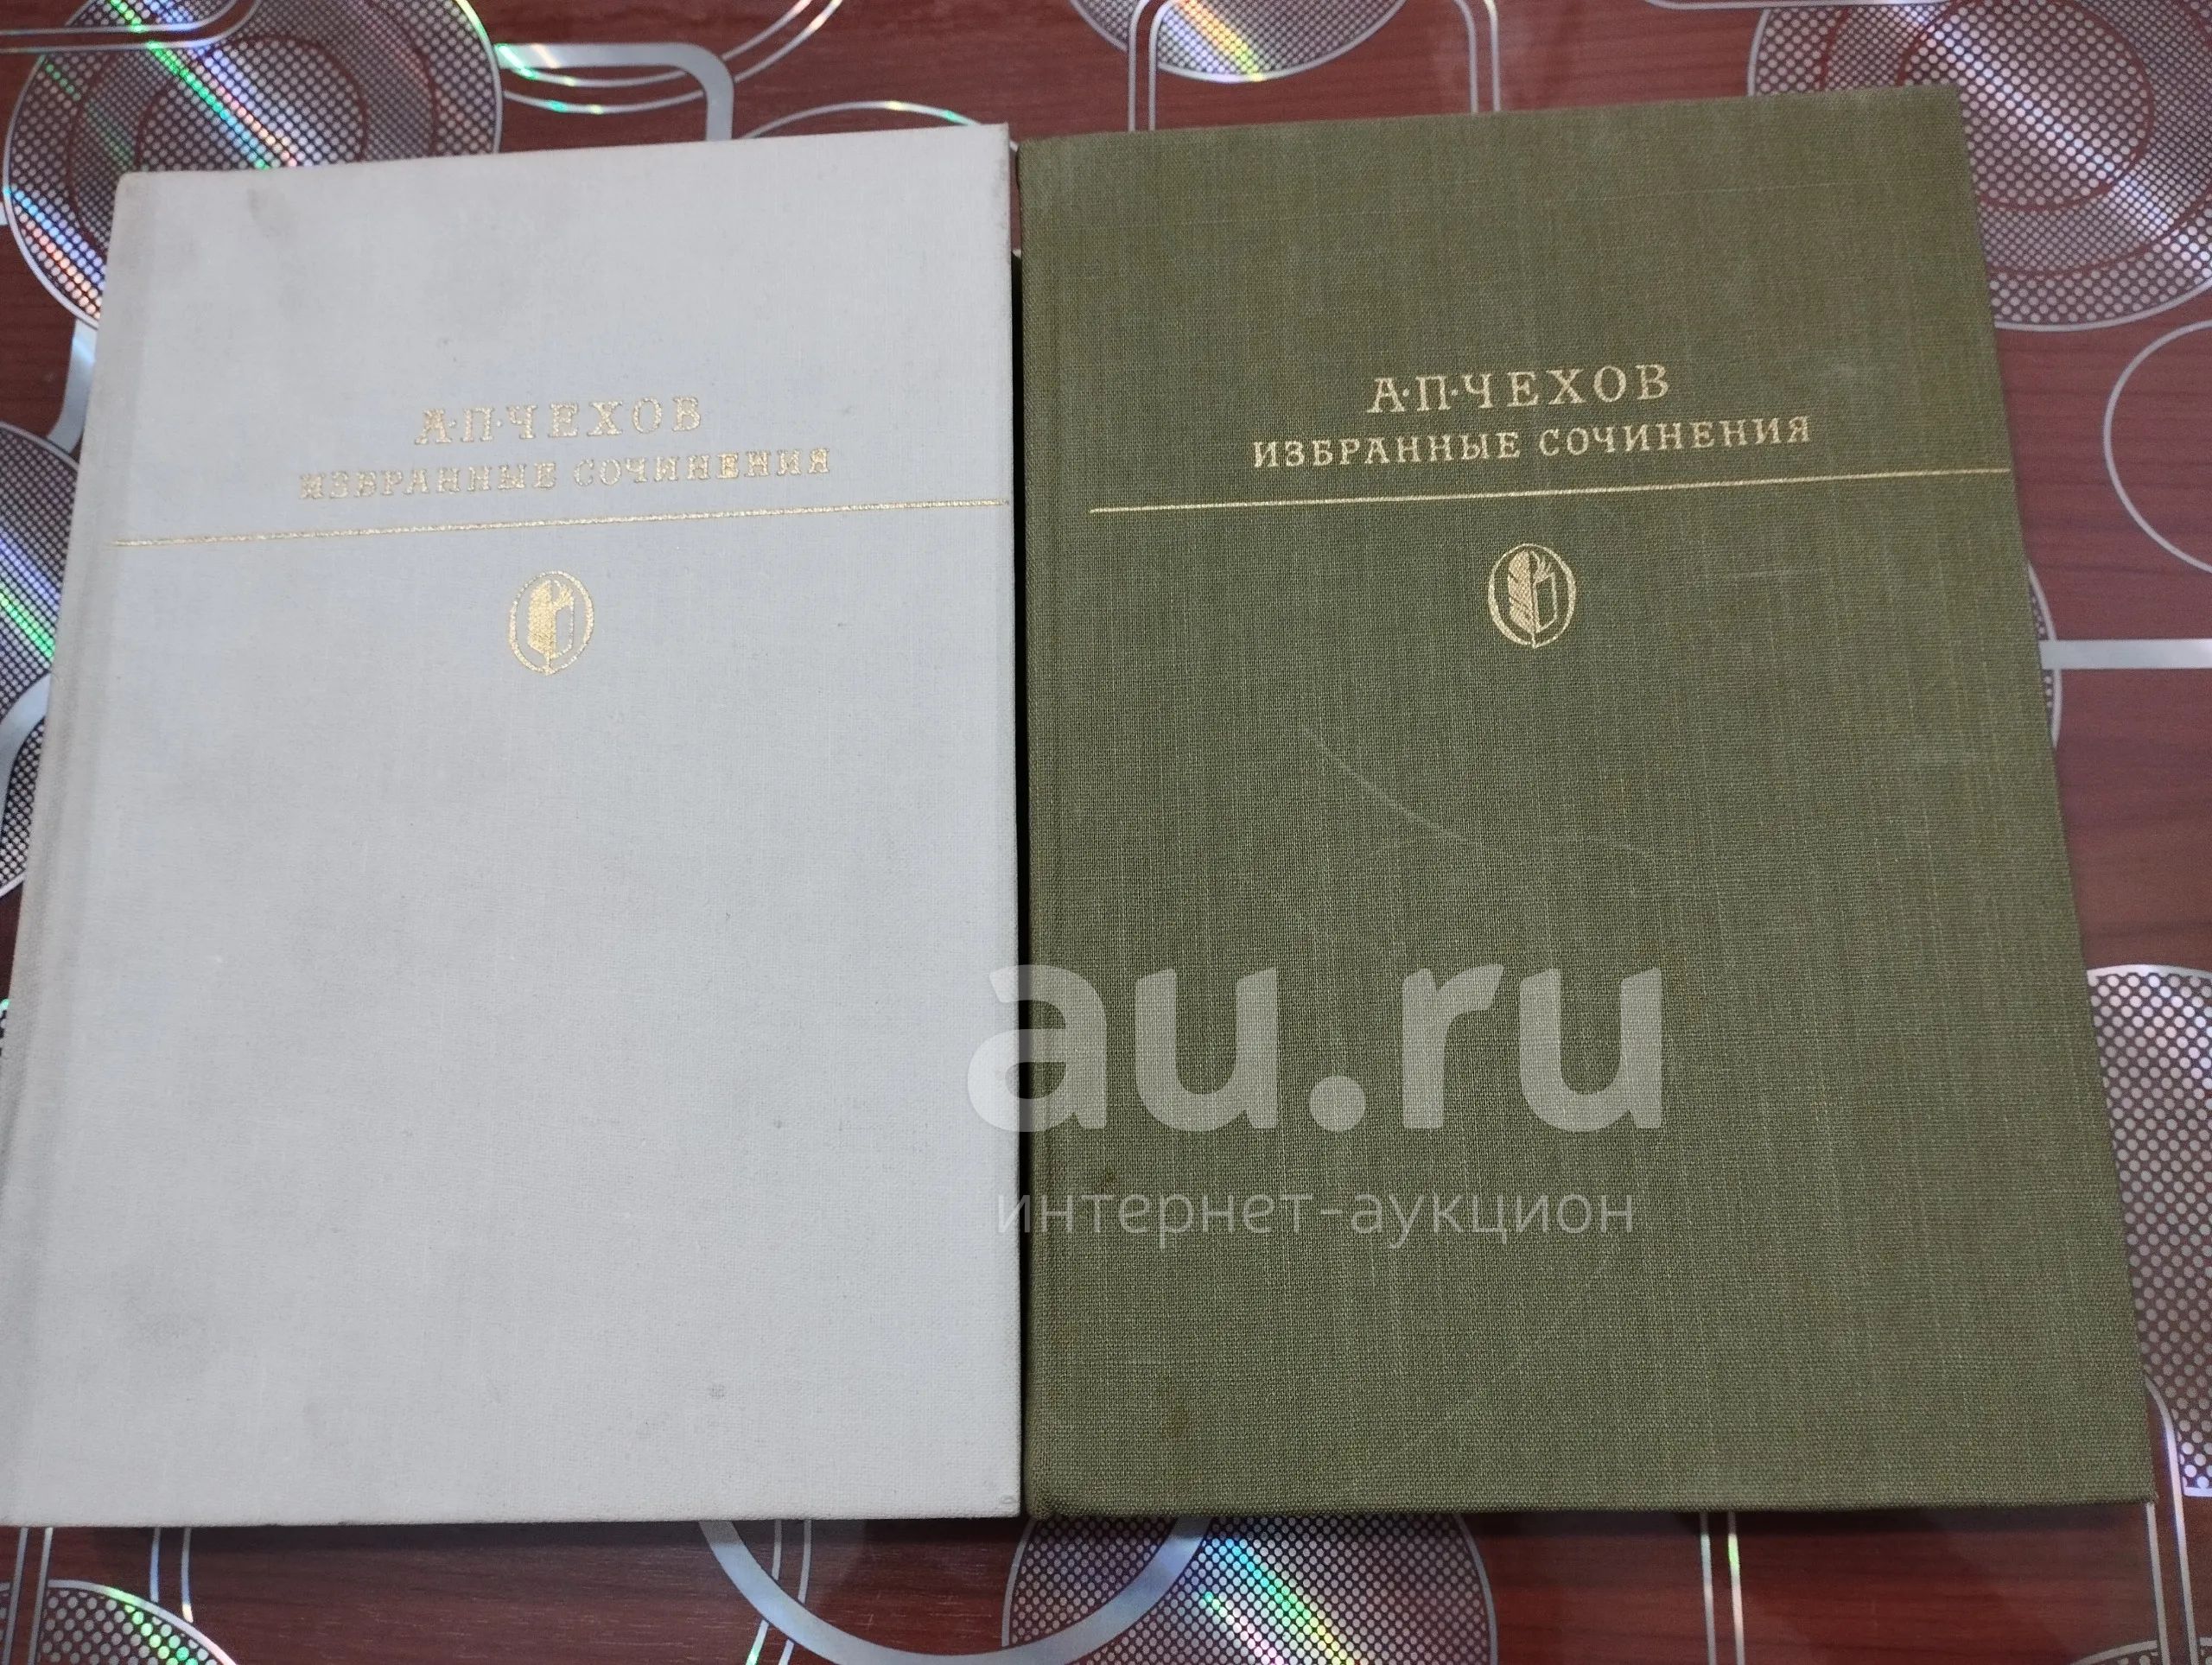 А·П·ЧЕХОВ
ИЗБРАННЫЕ СОЧИНЕНИЯ
А·П·ЧЕХОВ
ИЗБРАННЫЕ СОЧИНЕНИЯ
au.ru
интернет-аукцион